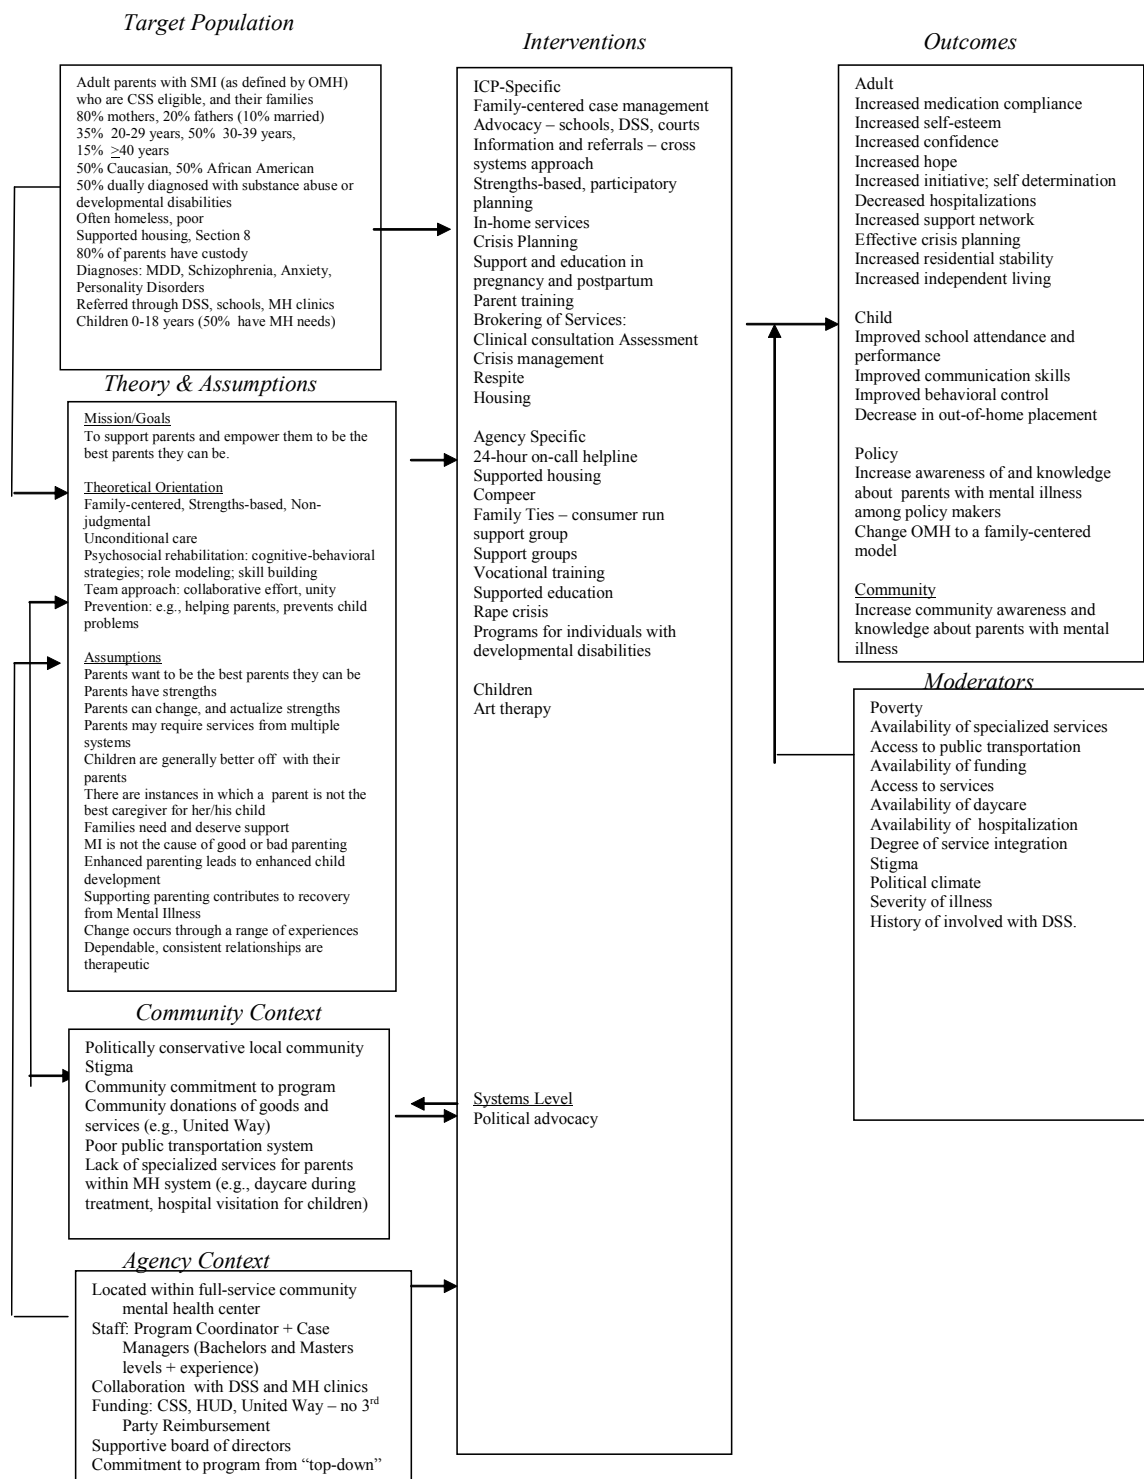 Target Population
Adult parents with SMI (as defined by OMH)
who are CSS eligible, and their families
80% mothers, 20% fathers (10% married)
35%  20-29 years, 50%  30-39 years,
15%  >40 years
50% Caucasian, 50% African American
50% dually diagnosed with substance abuse or
developmental disabilities
Often homeless, poor
Supported housing, Section 8
80% of parents have custody
Diagnoses: MDD, Schizophrenia, Anxiety,
Personality Disorders
Referred through DSS, schools, MH clinics
Children 0-18 years (50%  have MH needs)
Theory & Assumptions
Mission/Goals
To support parents and empower them to be the
best parents they can be.
Theoretical Orientation
Family-centered, Strengths-based, Non-
judgmental
Unconditional care
Psychosocial rehabilitation: cognitive-behavioral
strategies; role modeling; skill building
Team approach: collaborative effort, unity
Prevention: e.g., helping parents, prevents child
problems
Assumptions
Parents want to be the best parents they can be
Parents have strengths
Parents can change, and actualize strengths
Parents may require services from multiple
systems
Children are generally better off  with their
parents
There are instances in which a  parent is not the
best caregiver for her/his child
Families need and deserve support
MI is not the cause of good or bad parenting
Enhanced parenting leads to enhanced child
development
Supporting parenting contributes to recovery
from Mental Illness
Change occurs through a range of experiences
Dependable, consistent relationships are
therapeutic
Community Context
Politically conservative local community
Stigma
Community commitment to program
Community donations of goods and
services (e.g., United Way)
Poor public transportation system
Lack of specialized services for parents
within MH system (e.g., daycare during
treatment, hospital visitation for children)
Agency Context
Located within full-service community
mental health center
Staff: Program Coordinator + Case
Managers (Bachelors and Masters
levels + experience)
Collaboration  with DSS and MH clinics
Funding: CSS, HUD, United Way – no 3rd
Party Reimbursement
Supportive board of directors
Commitment to program from “top-down”
Interventions
ICP-Specific
Family-centered case management
Advocacy – schools, DSS, courts
Information and referrals – cross
systems approach
Strengths-based, participatory
planning
In-home services
Crisis Planning
Support and education in
pregnancy and postpartum
Parent training
Brokering of Services:
Clinical consultation Assessment
Crisis management
Respite
Housing
Agency Specific
24-hour on-call helpline
Supported housing
Compeer
Family Ties – consumer run
support group
Support groups
Vocational training
Supported education
Rape crisis
Programs for individuals with
developmental disabilities
Children
Art therapy
Systems Level
Political advocacy
Outcomes
Adult
Increased medication compliance
Increased self-esteem
Increased confidence
Increased hope
Increased initiative; self determination
Decreased hospitalizations
Increased support network
Effective crisis planning
Increased residential stability
Increased independent living
Child
Improved school attendance and
performance
Improved communication skills
Improved behavioral control
Decrease in out-of-home placement
Policy
Increase awareness of and knowledge
about  parents with mental illness
among policy makers
Change OMH to a family-centered
model
Community
Increase community awareness and
knowledge about parents with mental
illness
Moderators
Poverty
Availability of specialized services
Access to public transportation
Availability of funding
Access to services
Availability of daycare
Availability of  hospitalization
Degree of service integration
Stigma
Political climate
Severity of illness
History of involved with DSS.